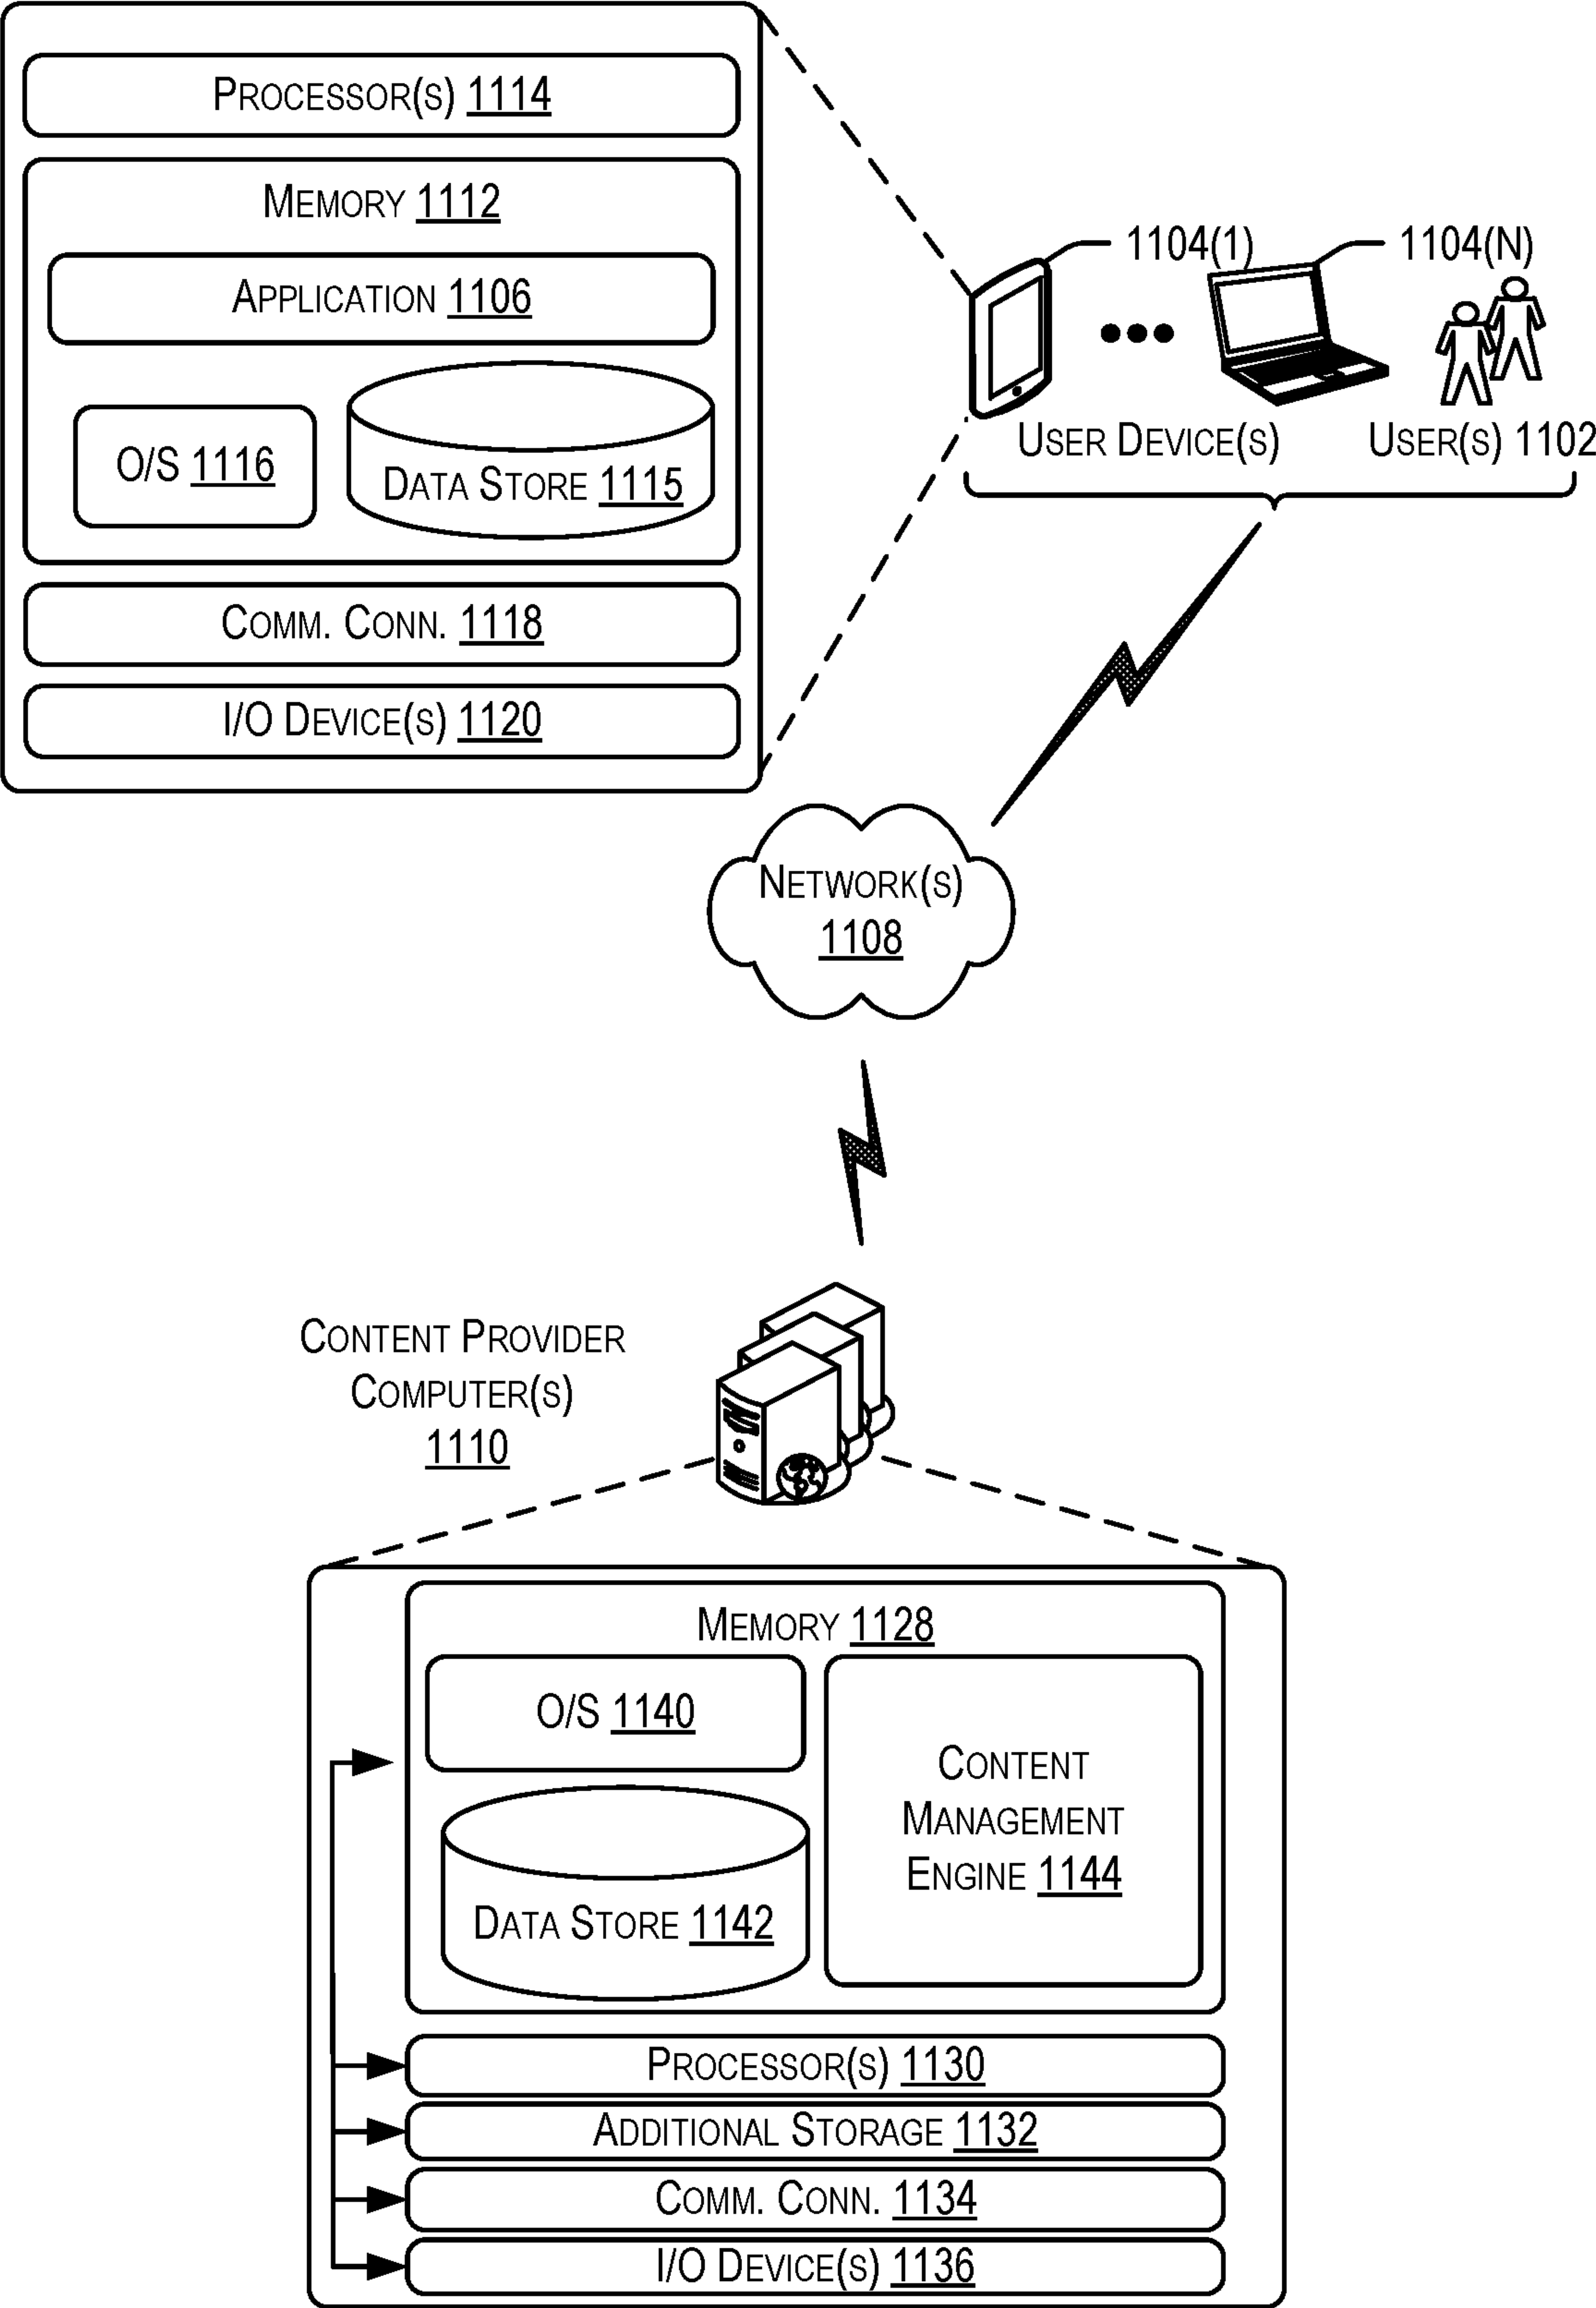 PROCESSOR(S) 1114
MEMORY 1112
APPLICATION 1106
O/S 1116
DATA STORE 1115
COMM. CONN. 1118
I/O DEVICE(S) 1120
1104(1)
1104(N)
USER DEVICE(S)
USER(S) 1102
NETWORK(S)
1108
CONTENT PROVIDER
COMPUTER(S)
1110
MEMORY 1128
O/S 1140
DATA STORE 1142
CONTENT
MANAGEMENT
ENGINE 1144
PROCESSOR(S) 1130
ADDITIONAL STORAGE 1132
COMM. CONN. 1134
I/O DEVICE(S) 1136